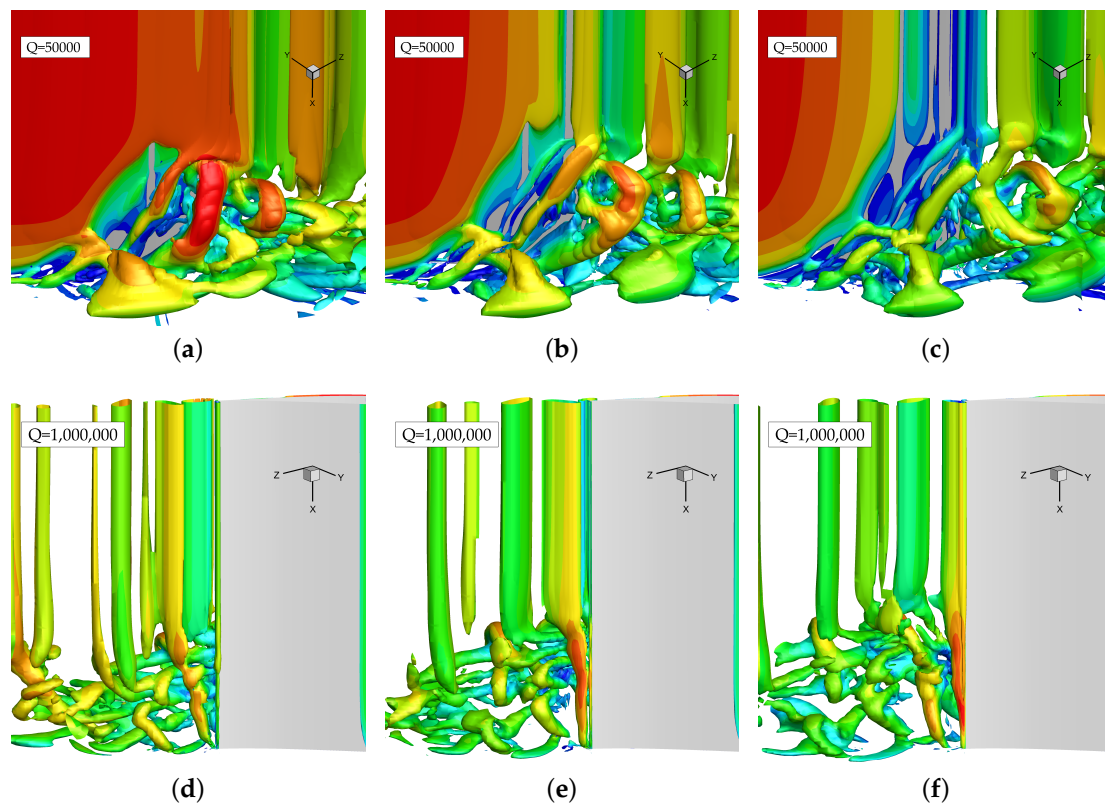 Q=50000
Y
Z
X
Q=50000
Y
Z
X
Q=50000
Y
Z
X
(a)
(b)
(c)
Q=1,000,000
Z
Y
X
Q=1,000,000
Z
Y
X
Q=1,000,000
Z
Y
X
(d)
(e)
(f)